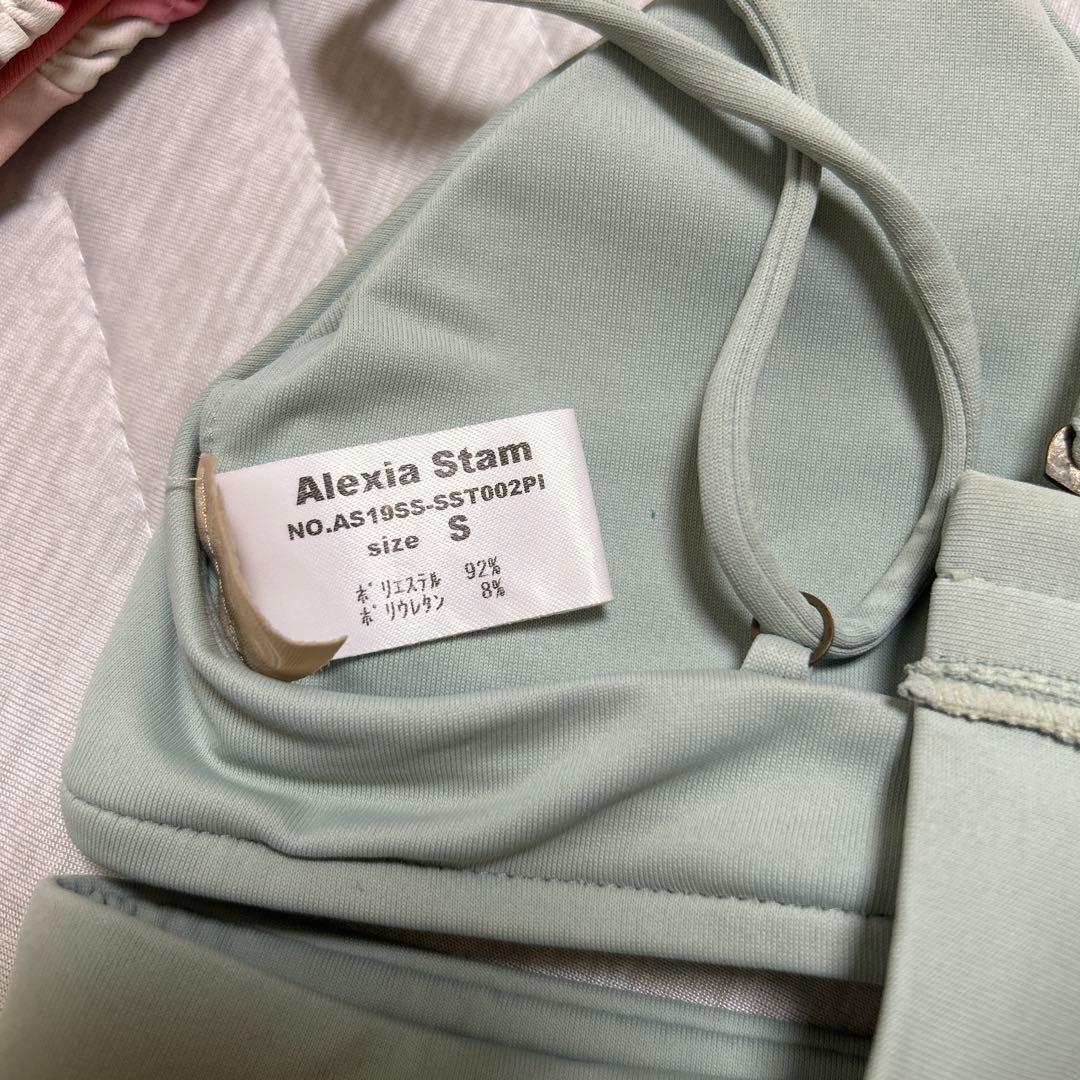 Alexia Stam
NO.AS19SS-SST002PI
size S
ポリエステル 92%
ポリウレタン 8%